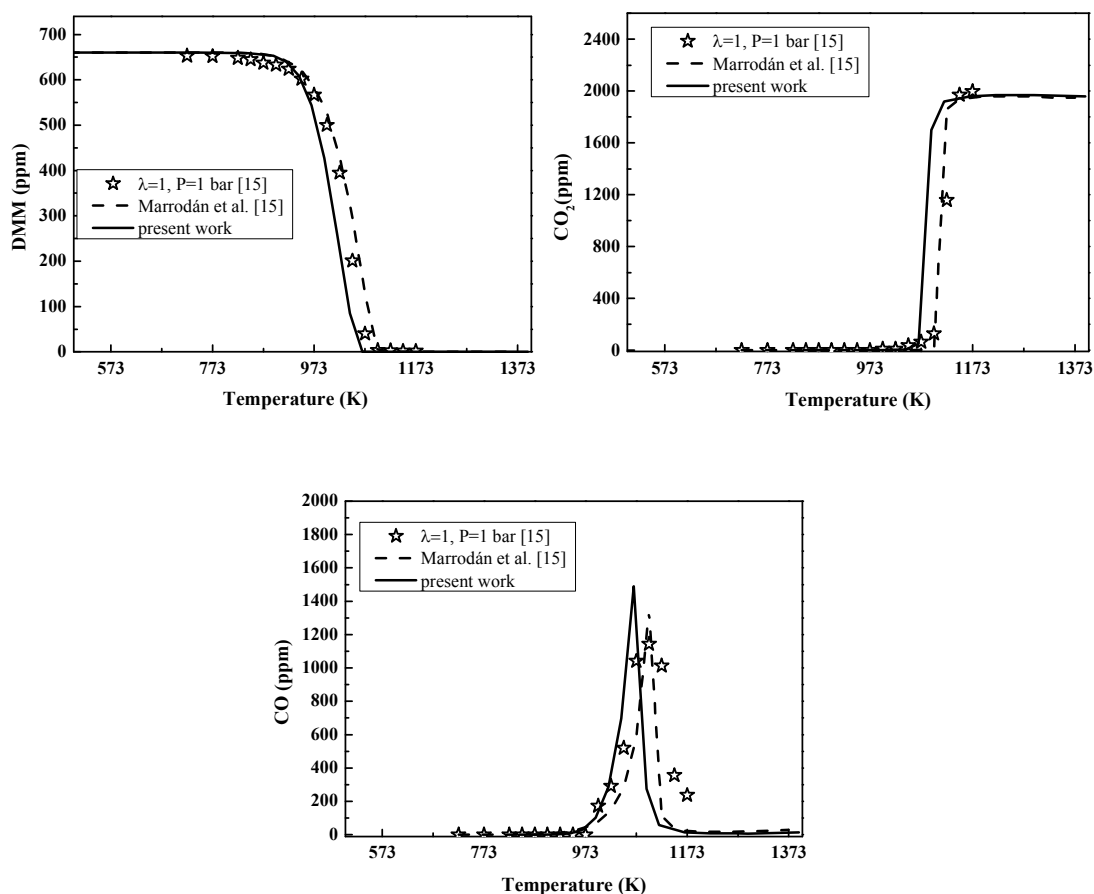 700
600
500
400
300
200
100
0
DMM (ppm)
λ=1, P=1 bar [15]
Marrodán et al. [15]
present work
573 773 973 1173 1373
Temperature (K)
2400
2000
1600
1200
800
400
0
CO2(ppm)
λ=1, P=1 bar [15]
Marrodán et al. [15]
present work
573 773 973 1173 1373
Temperature (K)
2000
1800
1600
1400
1200
1000
800
600
400
200
0
CO (ppm)
λ=1, P=1 bar [15]
Marrodán et al. [15]
present work
573 773 973 1173 1373
Temperature (K)